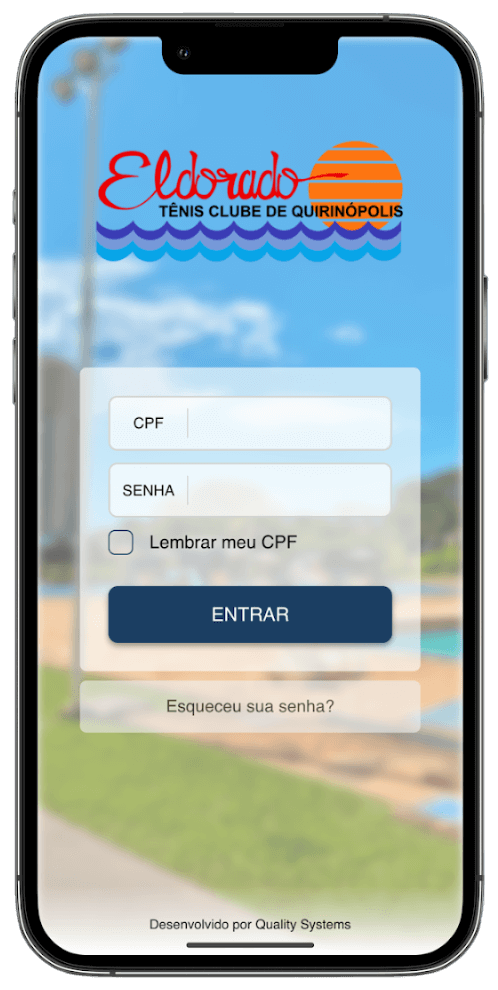 Eldorado
TÊNIS CLUBE DE QUIRINÓPOLIS
CPF
SENHA
Lembrar meu CPF
ENTRAR
Esqueceu sua senha?
Desenvolvido por Quality Systems